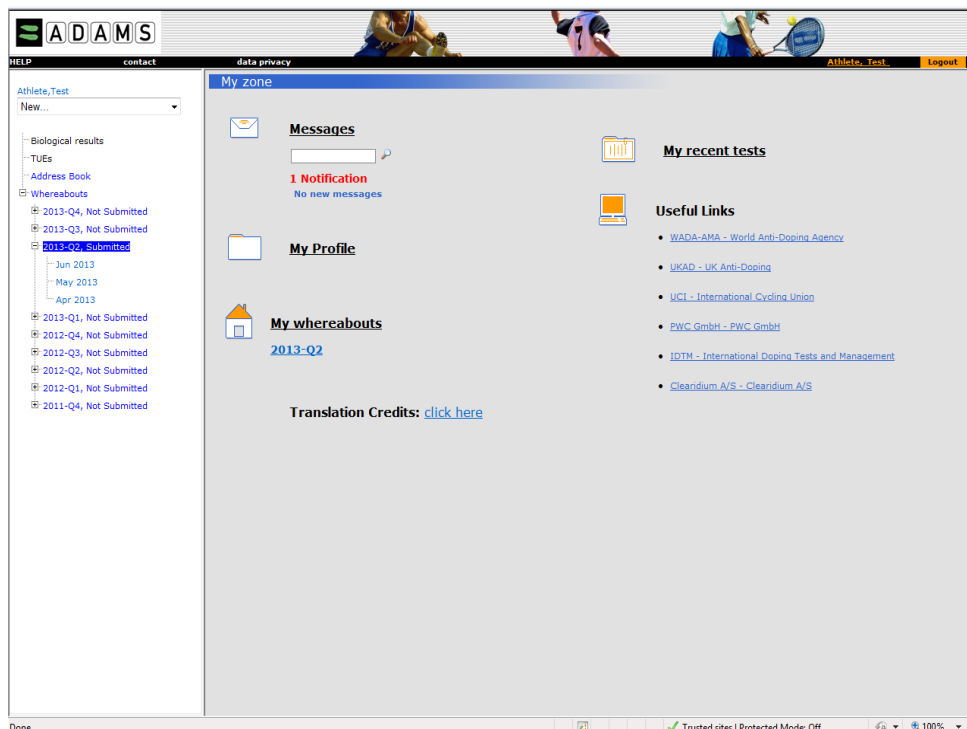 ADAMS
HELP contact data privacy Athlete, Test Logout
My zone
Athlete,Test
New...
Biological results
TUEs
Address Book
Whereabouts
2013-Q4, Not Submitted
2013-Q3, Not Submitted
2013-Q2, Submitted
Jun 2013
May 2013
Apr 2013
2013-Q1, Not Submitted
2012-Q4, Not Submitted
2012-Q3, Not Submitted
2012-Q2, Not Submitted
2012-Q1, Not Submitted
2011-Q4, Not Submitted
Messages
1 Notification
No new messages
My Profile
My whereabouts
2013-Q2
Translation Credits: click here
My recent tests
Useful Links
WADA-AMA - World Anti-Doping Agency
UKAD - UK Anti-Doping
UCI - International Cycling Union
PWC GmbH - PWC GmbH
IDTM - International Doping Tests and Management
Clearidium A/S - Clearidium A/S
Done Trusted sites | Protected Mode: Off 100%